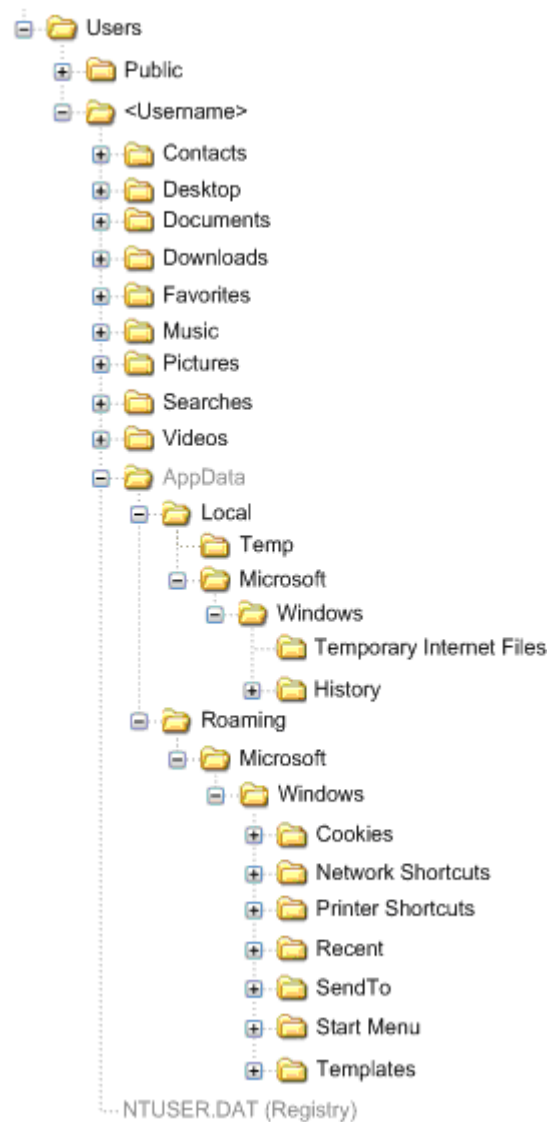 Users
Public
<Username>
Contacts
Desktop
Documents
Downloads
Favorites
Music
Pictures
Searches
Videos
AppData
Local
Temp
Microsoft
Windows
Temporary Internet Files
History
Roaming
Microsoft
Windows
Cookies
Network Shortcuts
Printer Shortcuts
Recent
SendTo
Start Menu
Templates
NTUSER.DAT (Registry)